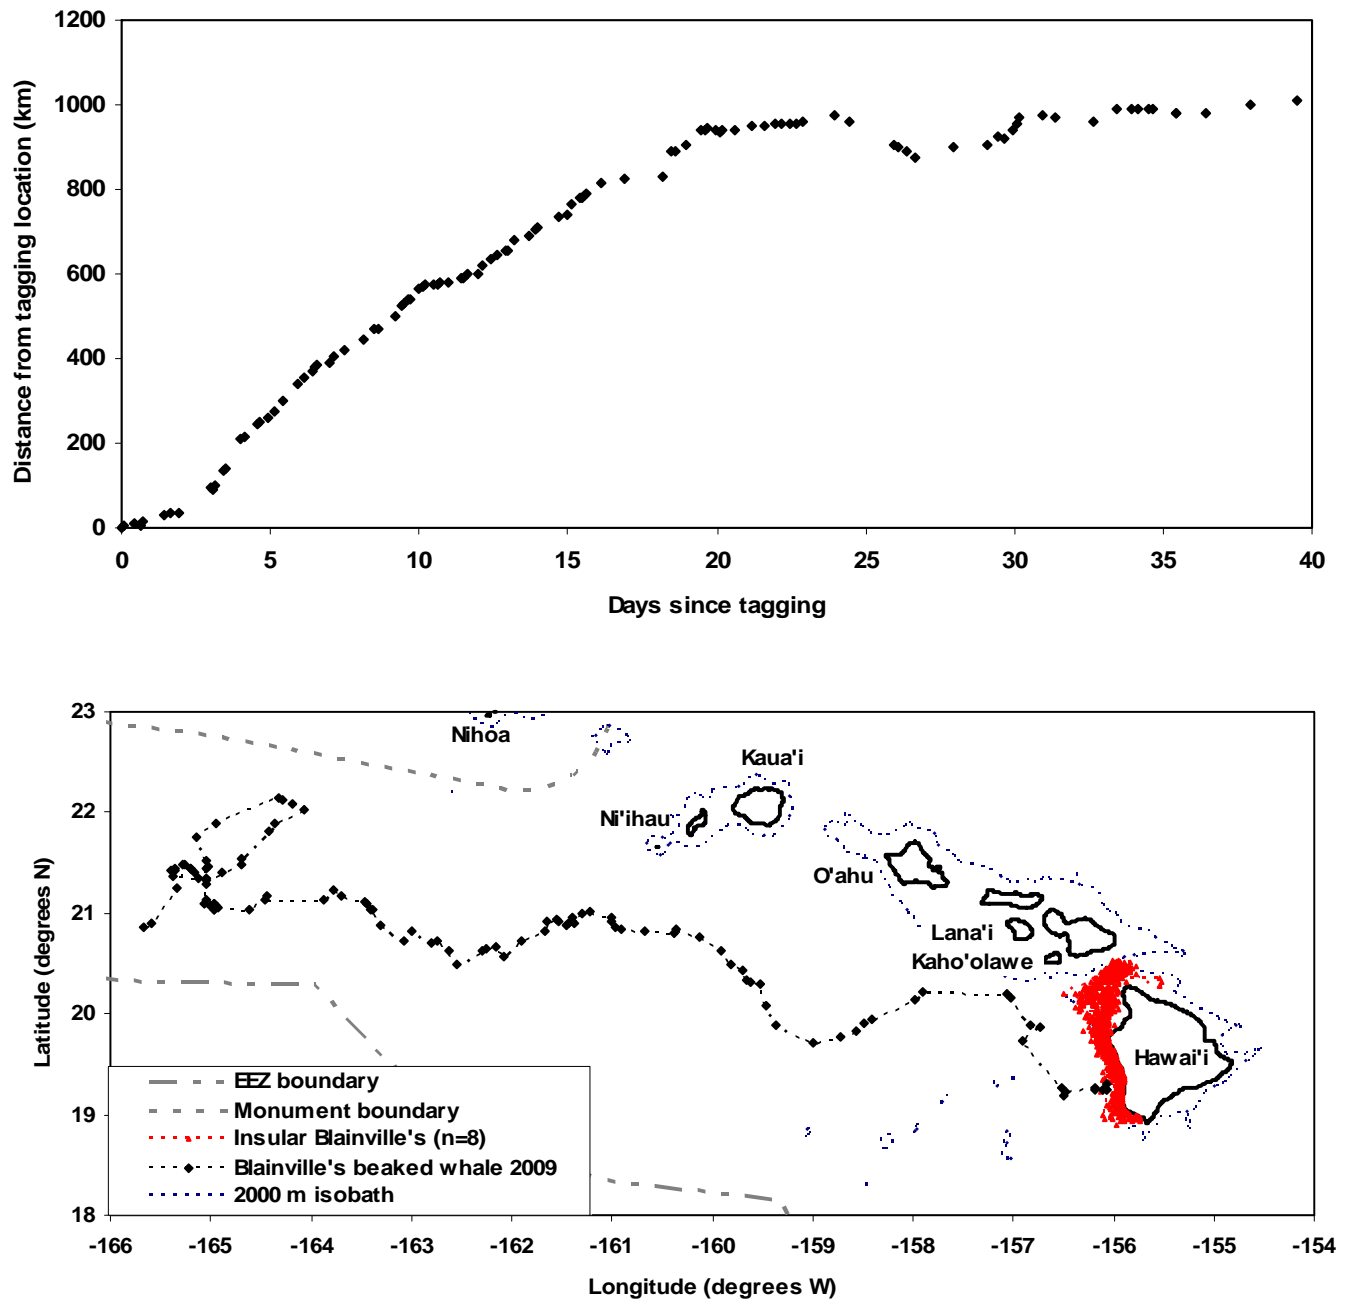 1200
1000
800
600
400
200
0
Distance from tagging location (km)
0 5 10 15 20 25 30 35 40
Days since tagging
23
22
21
20
19
18
Latitude (degrees N)
Nihoa
Kaua'i
Ni'ihau
O'ahu
Lana'i
Kaho'olawe
Hawai'i
EEZ boundary
Monument boundary
Insular Blainville's (n=8)
Blainville's beaked whale 2009
2000 m isobath
-166 -165 -164 -163 -162 -161 -160 -159 -158 -157 -156 -155 -154
Longitude (degrees W)